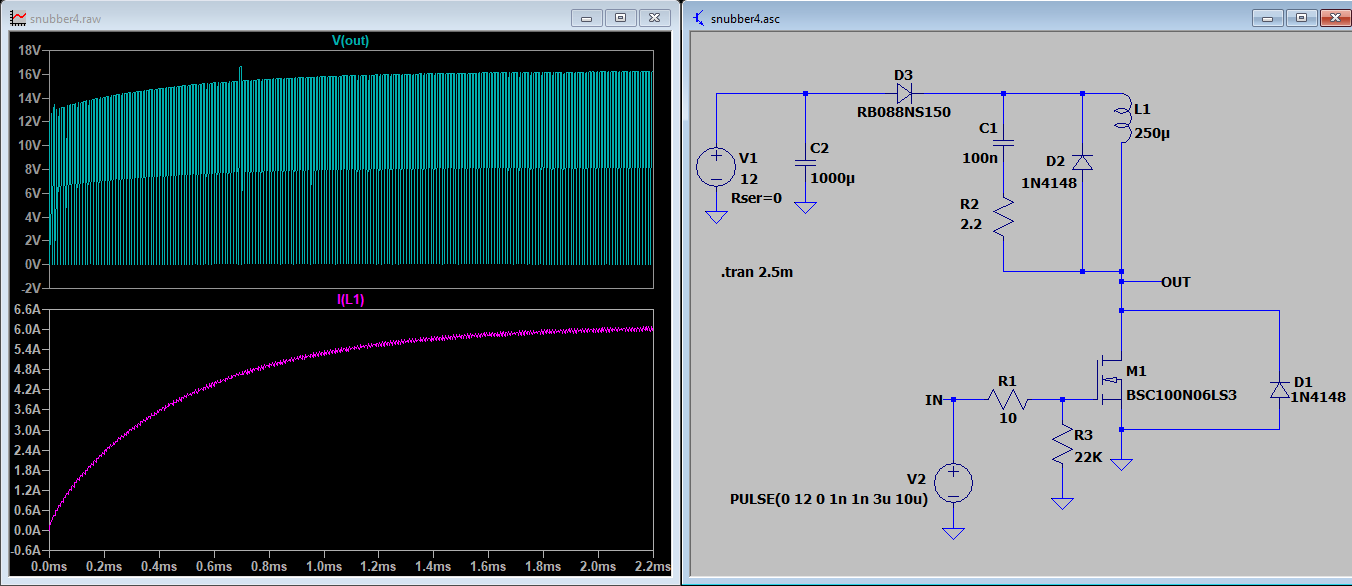 snubber4.raw
V(out)
18V
16V
14V
12V
10V
8V
6V
4V
2V
0V
-2V
I(L1)
6.6A
6.0A
5.4A
4.8A
4.2A
3.6A
3.0A
2.4A
1.8A
1.2A
0.6A
0.0A
-0.6A
0.0ms 0.2ms 0.4ms 0.6ms 0.8ms 1.0ms 1.2ms 1.4ms 1.6ms 1.8ms 2.0ms 2.2ms
snubber4.asc
D3
RB088NS150
L1
250µ
C1
100n
D2
1N4148
C2
1000µ
V1
12
Rser=0
R2
2.2
.tran 2.5m
OUT
M1
BSC100N06LS3
D1
1N4148
IN
R1
10
R3
22K
V2
PULSE(0 12 0 1n 1n 3u 10u)